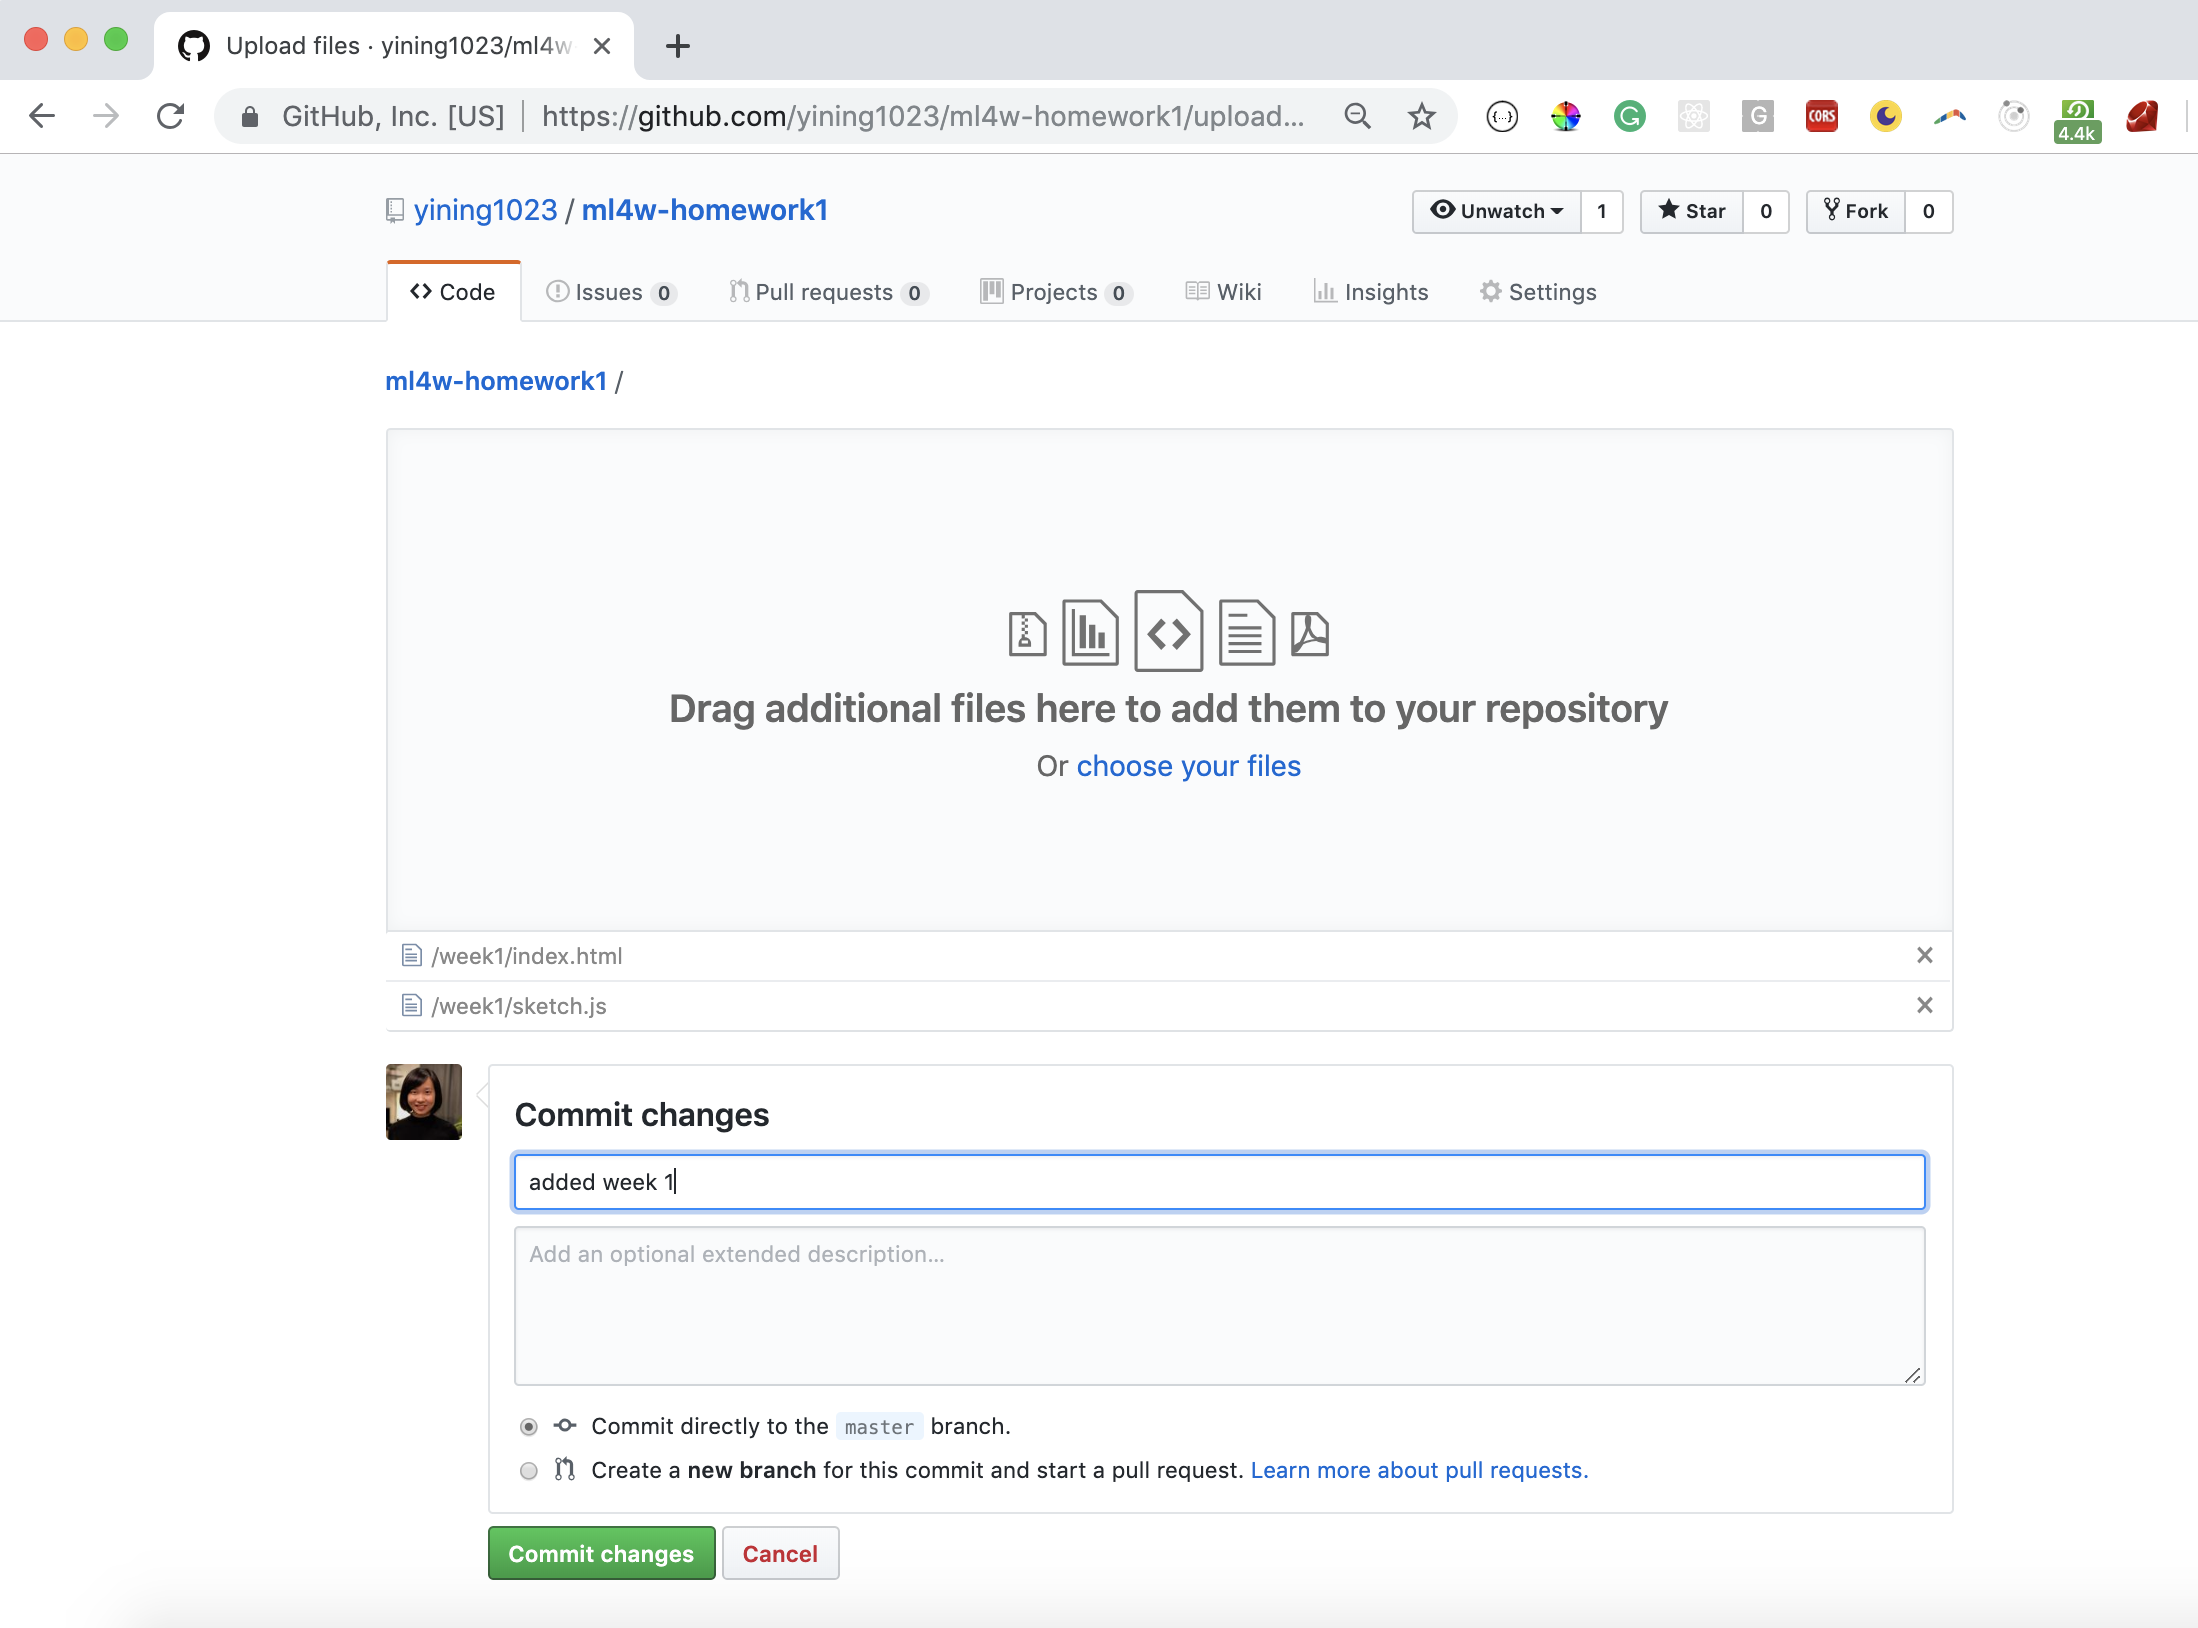 Upload files · yining1023/ml4w
GitHub, Inc. [US] https://github.com/yining1023/ml4w-homework1/upload...
{...} G G CORS 4.4k
yining1023 / ml4w-homework1
Unwatch 1 Star 0 Fork 0
Code Issues 0 Pull requests 0 Projects 0 Wiki Insights Settings
ml4w-homework1 /
Drag additional files here to add them to your repository
Or choose your files
/week1/index.html
/week1/sketch.js
Commit changes
added week 1
Add an optional extended description...
Commit directly to the master branch.
Create a new branch for this commit and start a pull request. Learn more about pull requests.
Commit changes Cancel